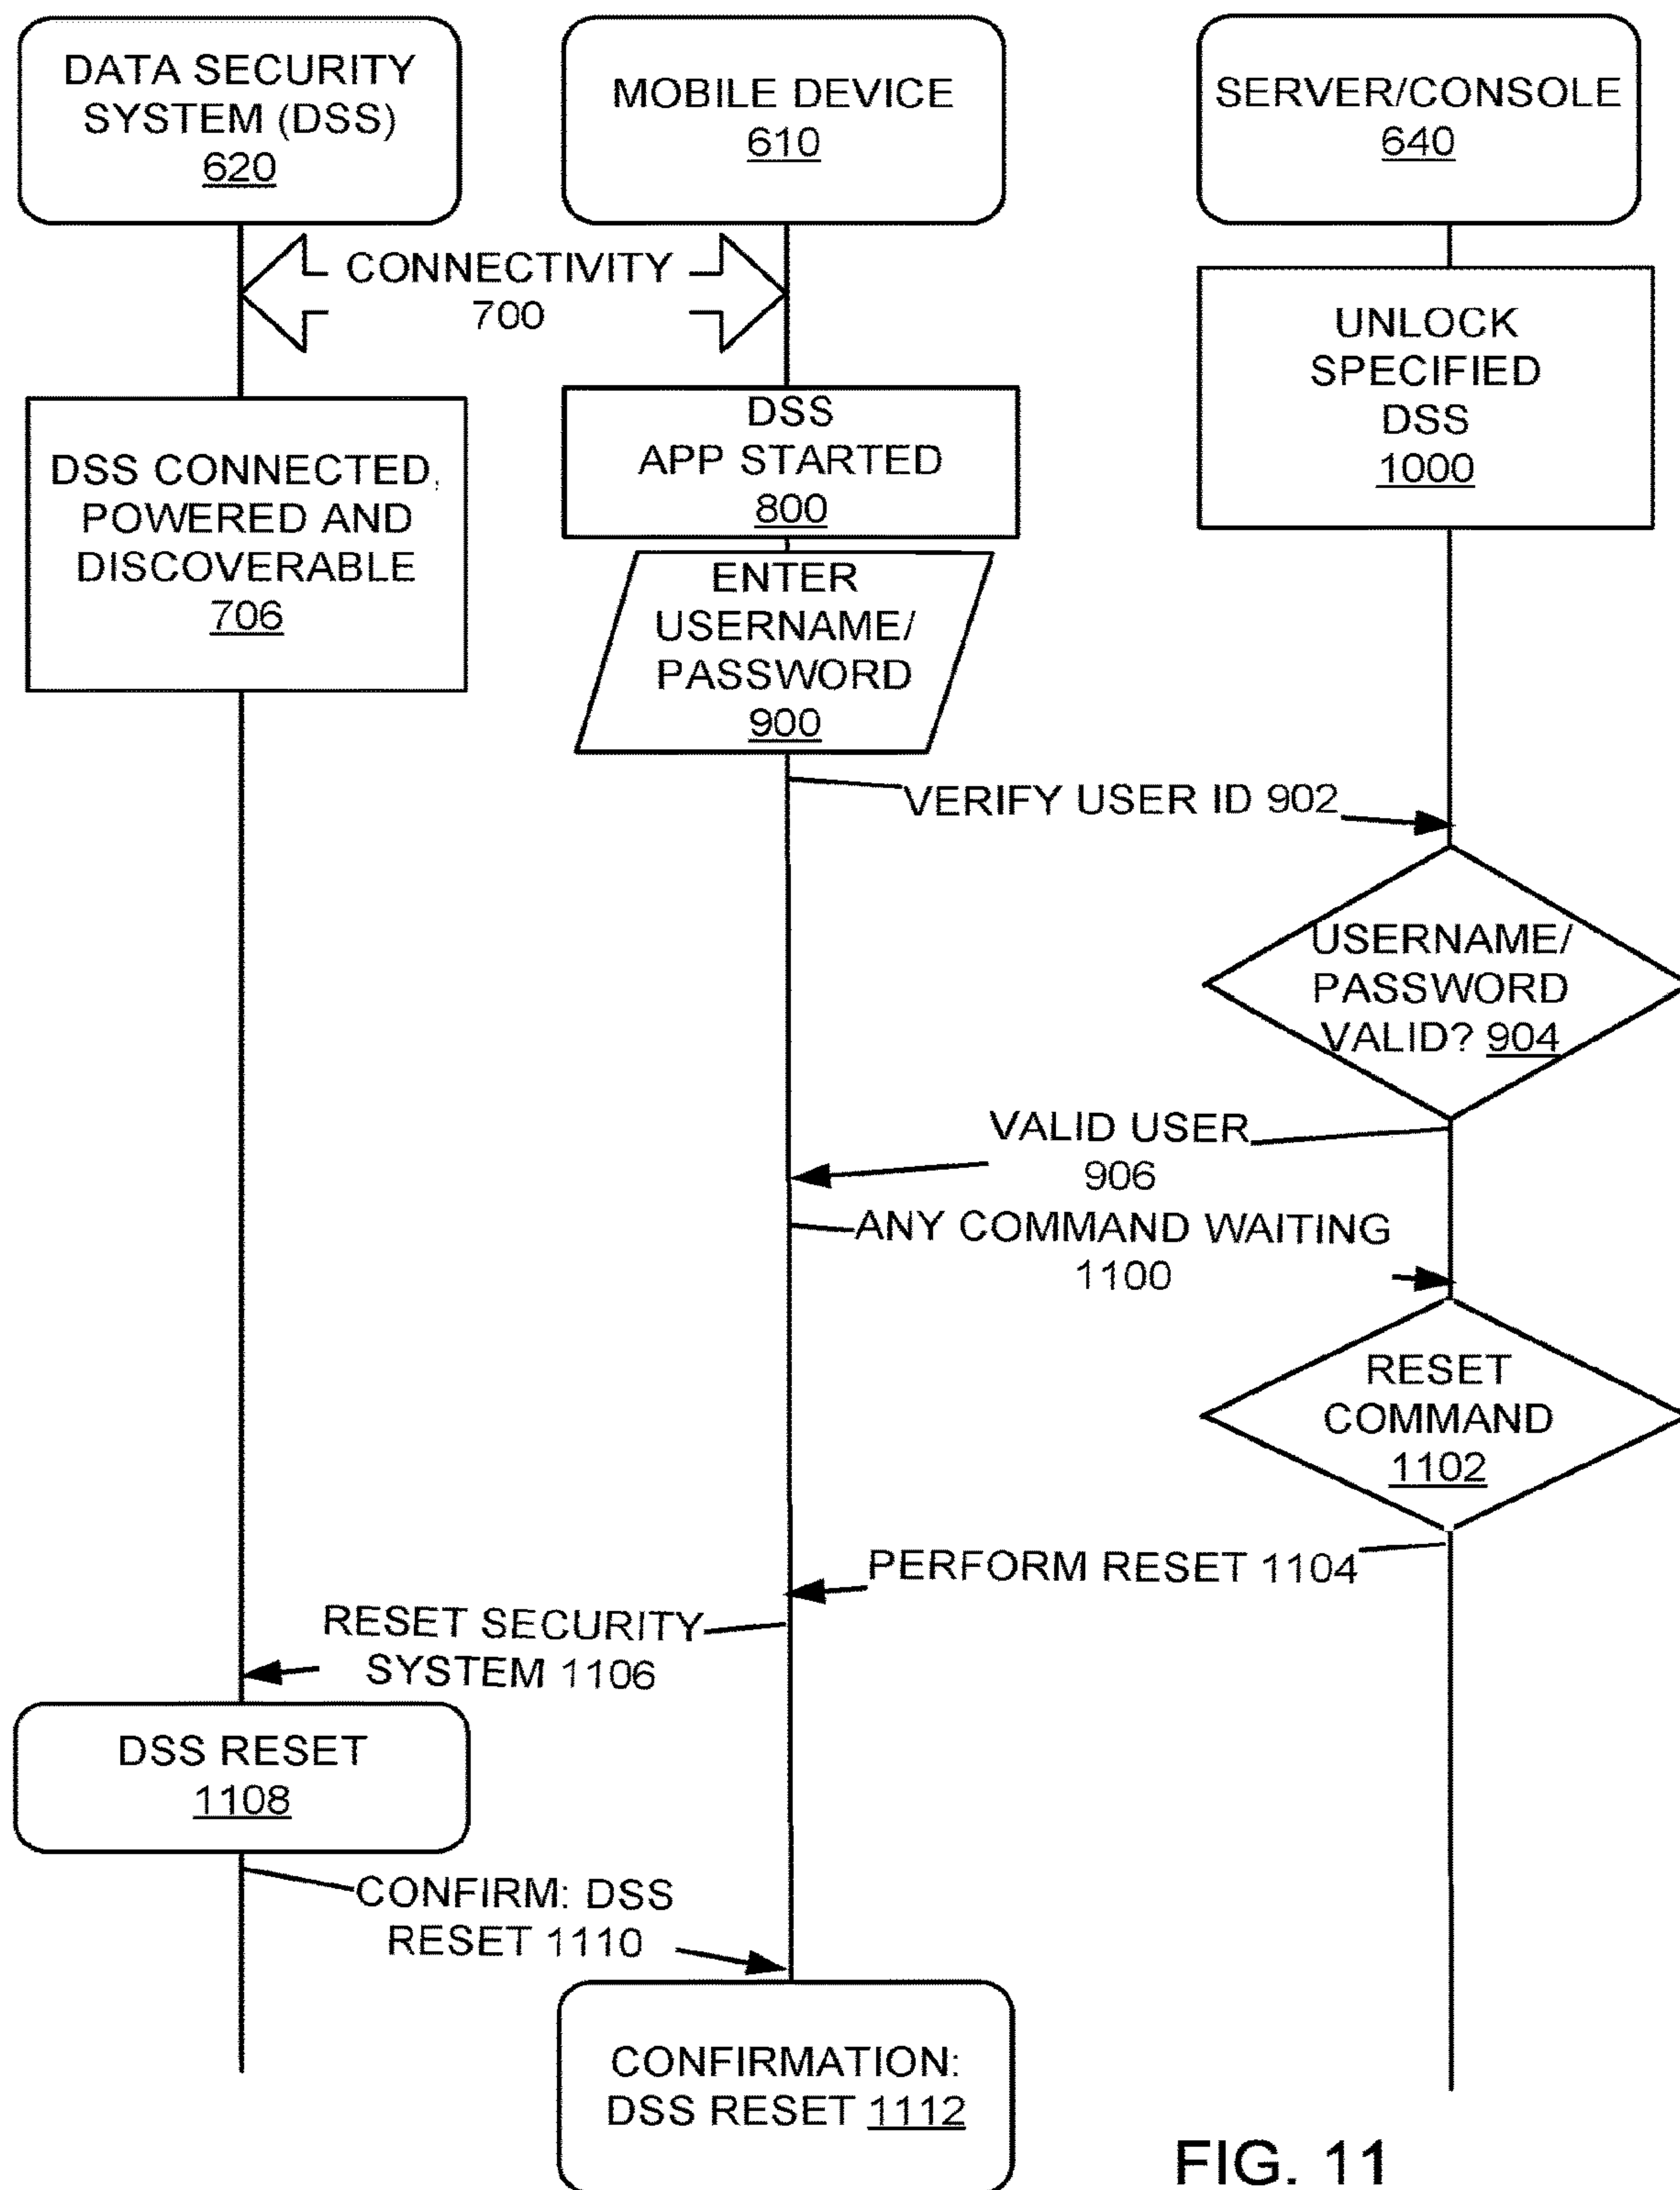 DATA SECURITY
SYSTEM (DSS)
620
MOBILE DEVICE
610
SERVER/CONSOLE
640
CONNECTIVITY
700
UNLOCK
SPECIFIED
DSS
1000
DSS CONNECTED,
POWERED AND
DISCOVERABLE
706
DSS
APP STARTED
800
ENTER
USERNAME/
PASSWORD
900
VERIFY USER ID 902
USERNAME/
PASSWORD
VALID? 904
VALID USER
906
ANY COMMAND WAITING
1100
RESET
COMMAND
1102
PERFORM RESET 1104
RESET SECURITY
SYSTEM 1106
DSS RESET
1108
CONFIRM: DSS
RESET 1110
CONFIRMATION:
DSS RESET 1112
FIG. 11